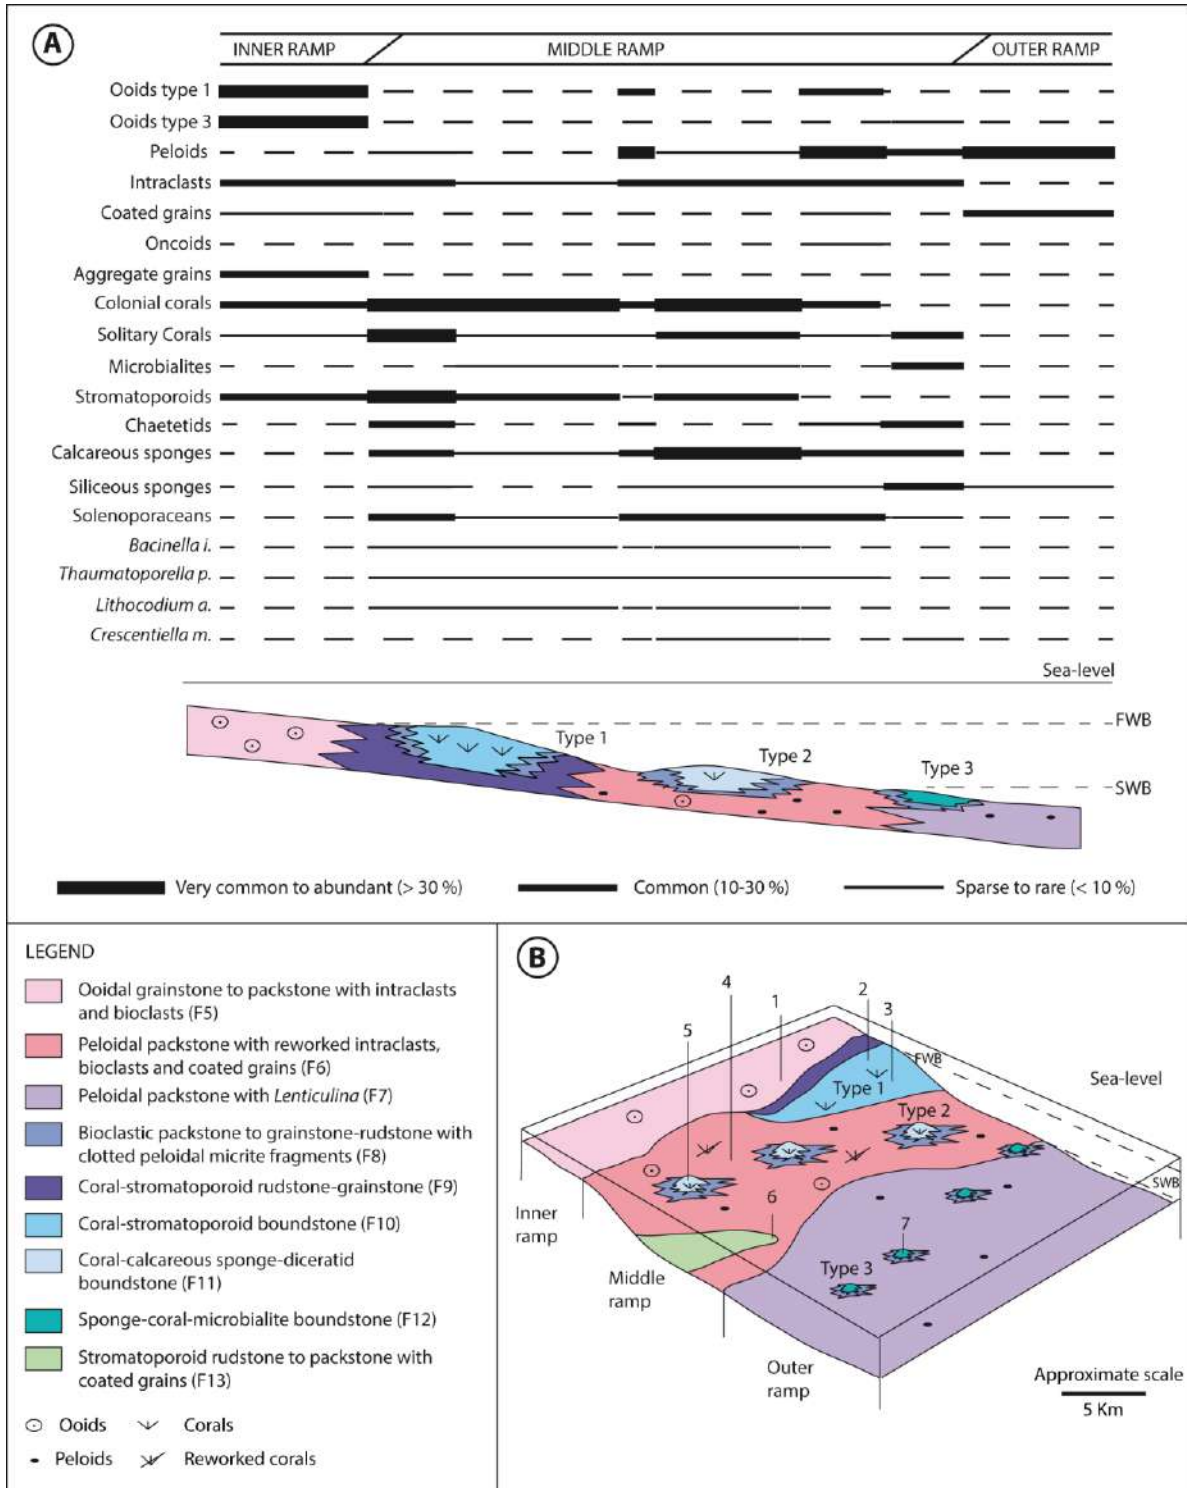 A
INNER RAMP
MIDDLE RAMP
OUTER RAMP
Ooids type 1
Ooids type 3
Peloids
Intraclasts
Coated grains
Oncoids
Aggregate grains
Colonial corals
Solitary Corals
Microbialites
Stromatoporoids
Chaetetids
Calcareous sponges
Siliceous sponges
Solenoporaceans
Bacinella i.
Thaumatoporella p.
Lithocodium a.
Crescentiella m.
Sea-level
FWB
Type 1
Type 2
Type 3
SWB
Very common to abundant (> 30 %)
Common (10-30 %)
Sparse to rare (< 10 %)
LEGEND
Ooidal grainstone to packstone with intraclasts
and bioclasts (F5)
Peloidal packstone with reworked intraclasts,
bioclasts and coated grains (F6)
Peloidal packstone with Lenticulina (F7)
Bioclastic packstone to grainstone-rudstone with
clotted peloidal micrite fragments (F8)
Coral-stromatoporoid rudstone-grainstone (F9)
Coral-stromatoporoid boundstone (F10)
Coral-calcareous sponge-diceratid
boundstone (F11)
Sponge-coral-microbialite boundstone (F12)
Stromatoporoid rudstone to packstone with
coated grains (F13)
Ooids
Corals
Peloids
Reworked corals
B
4
1
2
3
5
FWB
Sea-level
Type 1
Type 2
SWB
6
7
Type 3
Inner
ramp
Middle
ramp
Outer
ramp
Approximate scale
5 Km